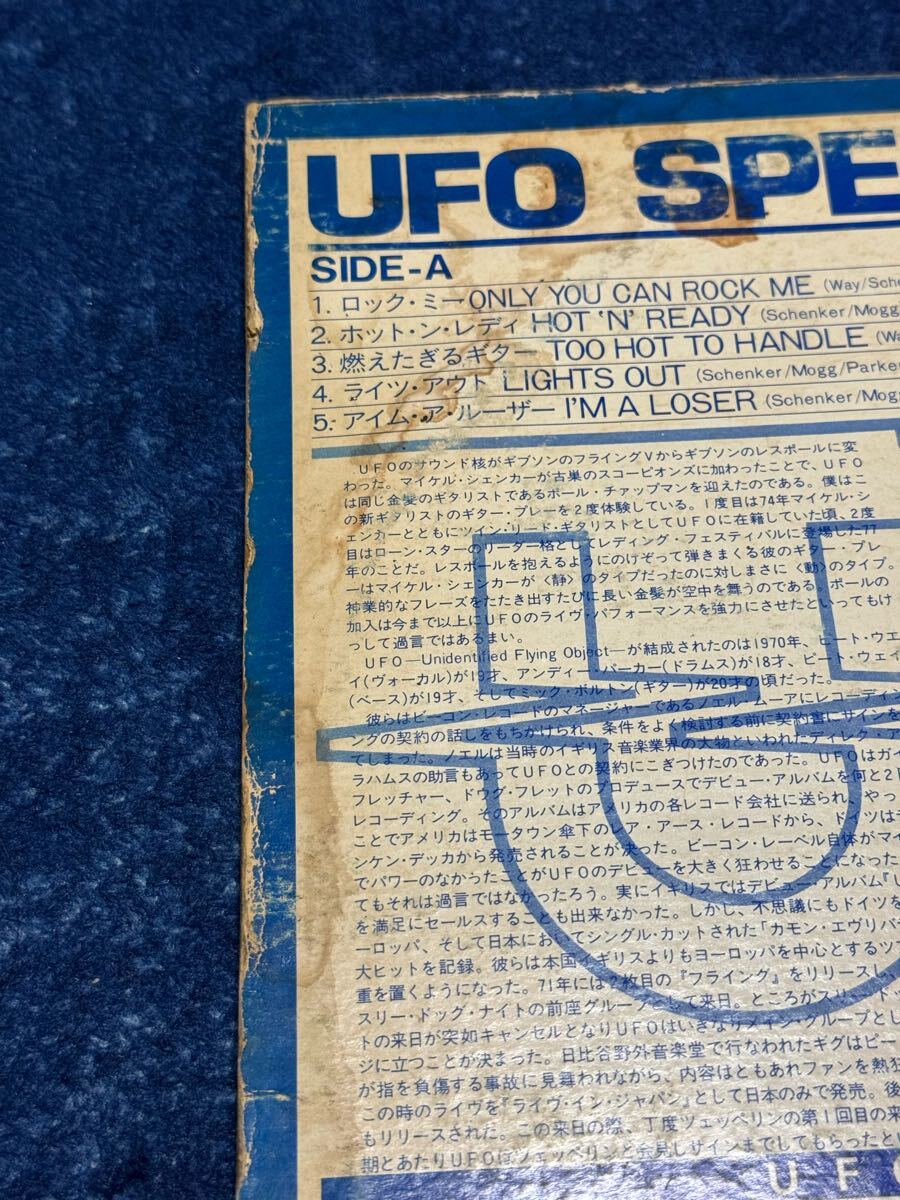 UFO SPE
SIDE-A
1. ロック・ミー ONLY YOU CAN ROCK ME (Way/Sche
2. ホット・ン・レディ HOT 'N' READY (Schenker/Mogg
3. 燃えたぎるギター TOO HOT TO HANDLE (Wa
4. ライツ・アウト LIGHTS OUT (Schenker/Mogg/Parker
5. アイム・ア・ルーザー I'M A LOSER (Schenker/Mogg
UFOのサウンド核がギブソンのフライングVからギブソンのレスポールに変
わった。マイケル・シェンカーが古巣のスコーピオンズに加わったことで、UFO
は同じ金髪のギタリストであるポール・チャップマンを迎えたのである。僕はこ
の新ギタリストのギター・プレーを2度体験している。1度目は74年マイケル・シ
ェンカーとともにツイン・リード・ギタリストとしてUFOに在籍していた頃、2度
目はローン・スターのリーダー格としてレディング・フェスティバルに登場した77
年のことだ。レスポールを抱えるようにのけぞって弾きまくる彼のギター・プレ
ーはマイケル・シェンカーが〈静〉のタイプだったのに対しまさに〈動〉のタイプ。
神業的なフレーズをたたき出すたびに長い金髪が空中を舞うのである。ポールの
加入は今まで以上にUFOのライヴ・パフォーマンスを強力にさせたといってもけ
っして過言ではあるまい。
UFO—Unidentified Flying Object—が結成されたのは1970年、ピート・ウエ
イ(ヴォーカル)が19才、アンディー・パーカー(ドラムス)が18才、ピート・ウェイ
(ベース)が19才、そしてミック・ボルトン(ギター)が20才の頃だった。
彼らはビーコン・レコードのマネージャーであるノエル・ムーアにレコーディン
ングの契約の話しをもちかけられ、条件をよく検討する前に契約書にサインを
てしまった。ノエルは当時のイギリス音楽業界の大物といわれたディレク・ア
ラハムスの助言もあってUFOとの契約にこぎつけたのであった。UFOはガイ
フレッチャー、ドウグ・フレットのプロデュースでデビュー・アルバムを何と2
レコーディング。そのアルバムはアメリカの各レコード会社に送られ、やっ
ことでアメリカはモータウン傘下のレア・アース・レコードから、ドイツは
ンケン・デッカから発売されることが決った。ビーコン・レーベル自体がマイ
でパワーのなかったことがUFOのデビューを大きく狂わせることになった
てもそれは過言ではなかったろう。実にイギリスではデビュー・アルバム『U
を満足にセールスすることも出来なかった。しかし、不思議にもドイツを
ーロッパ、そして日本においてシングル・カットされた「カモン・エヴリバ
大ヒットを記録。彼らは本国イギリスよりもヨーロッパを中心とするツア
重を置くようになった。71年には2枚目の『フライング』をリリースし、
スリー・ドッグ・ナイトの前座グループとして来日。ところがスリー・ドッ
トの来日が突如キャンセルとなりUFOはいきなりメイン・グループとし
ジに立つことが決まった。日比谷野外音楽堂で行なわれたギグはピー
が指を負傷する事故に見舞われながら、内容はともあれファンを熱狂
この時のライヴを『ライヴ・イン・ジャパン』として日本のみで発売。後
もリリースされた。この来日の際、丁度ツェッペリンの第1回目の来
期とあたりUFOはツェッペリンと会見しサインまでしてもらったとい
UFO